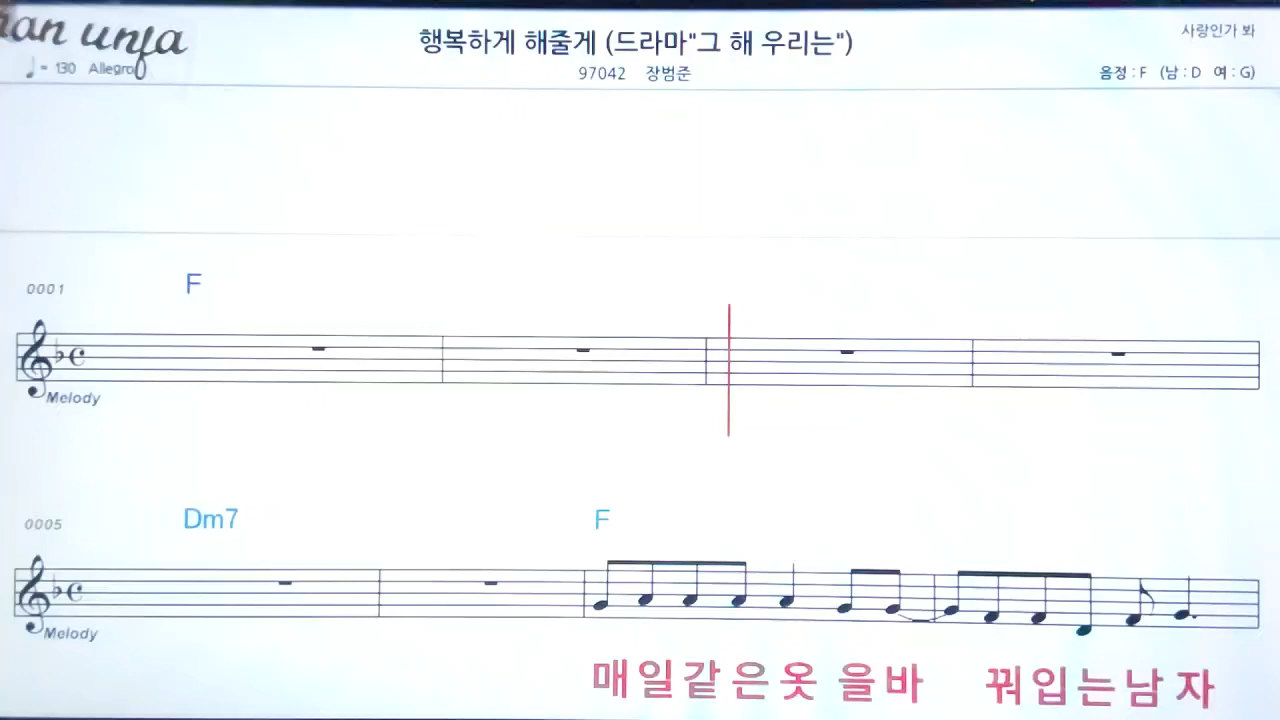 han unfa
♩= 130 Allegro
행복하게 해줄게 (드라마"그 해 우리는")
97042 장범준
사랑인가 봐
음정 : F (남 : D 여 : G)
0001 F
Melody
0005 Dm7 F
Melody
매일같은옷 을바 꿔입는남 자